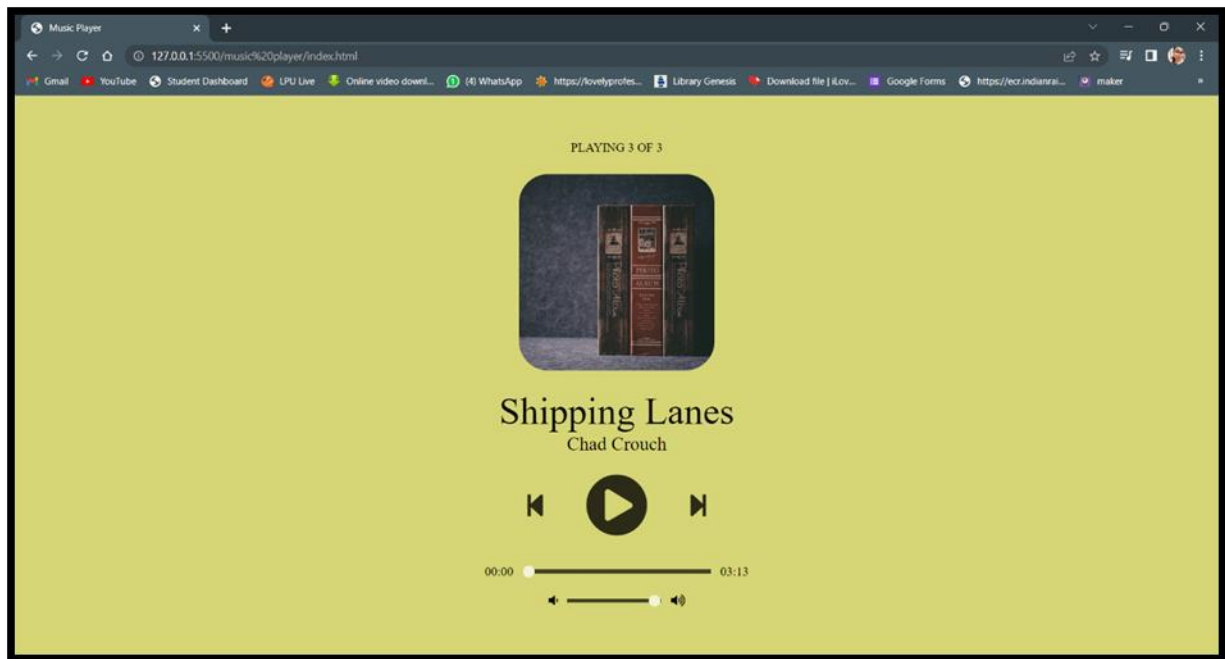 Music Player
127.0.0.1:5500/music%20player/index.html
Gmail YouTube Student Dashboard LPU Live Online video downl... (4) WhatsApp https://lovelyprofes... Library Genesis Download file | iLov... Google Forms https://ecr.indianrai... maker
PLAYING 3 OF 3
PHOTO
ALBUM
Shipping Lanes
Chad Crouch
00:00 03:13